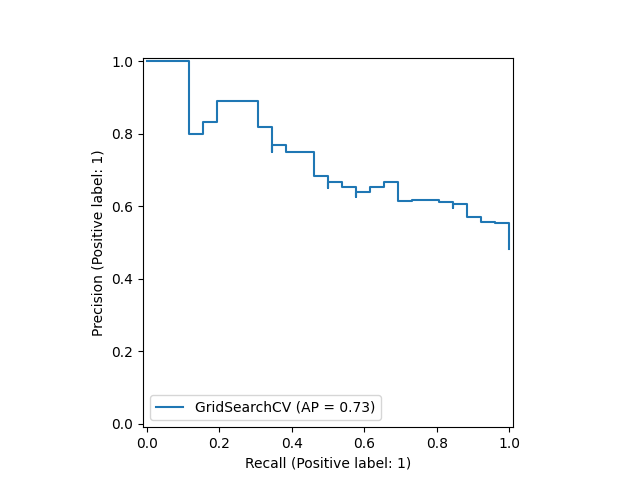 1.0
0.8
0.6
0.4
0.2
0.0
Precision (Positive label: 1)
GridSearchCV (AP = 0.73)
0.0 0.2 0.4 0.6 0.8 1.0
Recall (Positive label: 1)